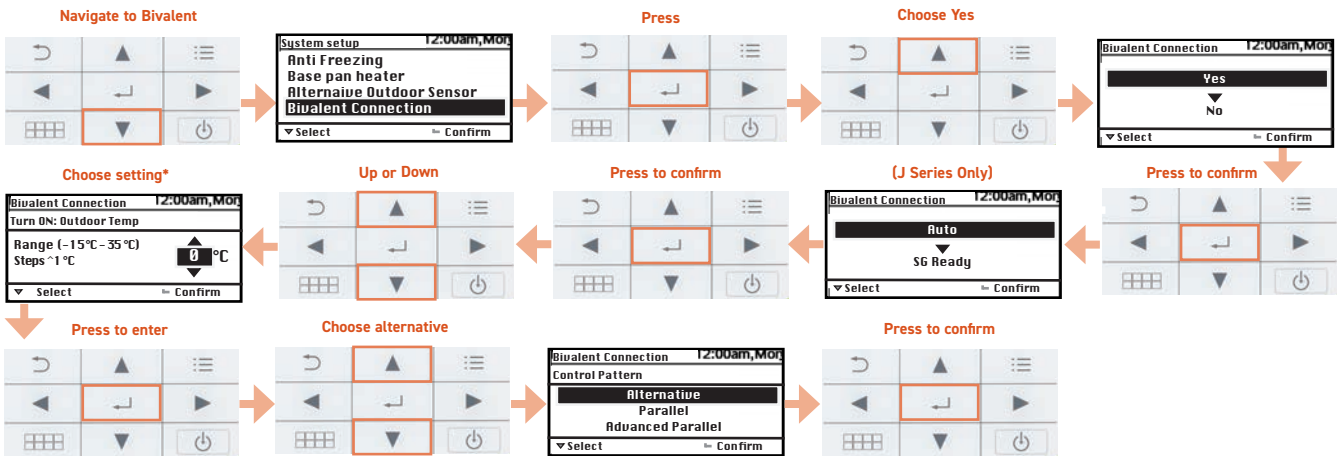 Navigate to Bivalent
System setup 12:00am,Mon
Anti Freezing
Base pan heater
Alternaive Outdoor Sensor
Bivalent Connection
Select Confirm
Press
Choose Yes
Bivalent Connection 12:00am,Mon
Yes
No
Select Confirm
Choose setting*
Bivalent Connection 12:00am,Mon
Turn ON: Outdoor Temp
Range (-15°C - 35°C)
Steps ^1°C
0 °C
Select Confirm
Up or Down
Press to confirm
(J Series Only)
Bivalent Connection 12:00am,Mon
Auto
SG Ready
Select Confirm
Press to confirm
Press to enter
Choose alternative
Bivalent Connection 12:00am,Mon
Control Pattern
Alternative
Parallel
Advanced Parallel
Select Confirm
Press to confirm